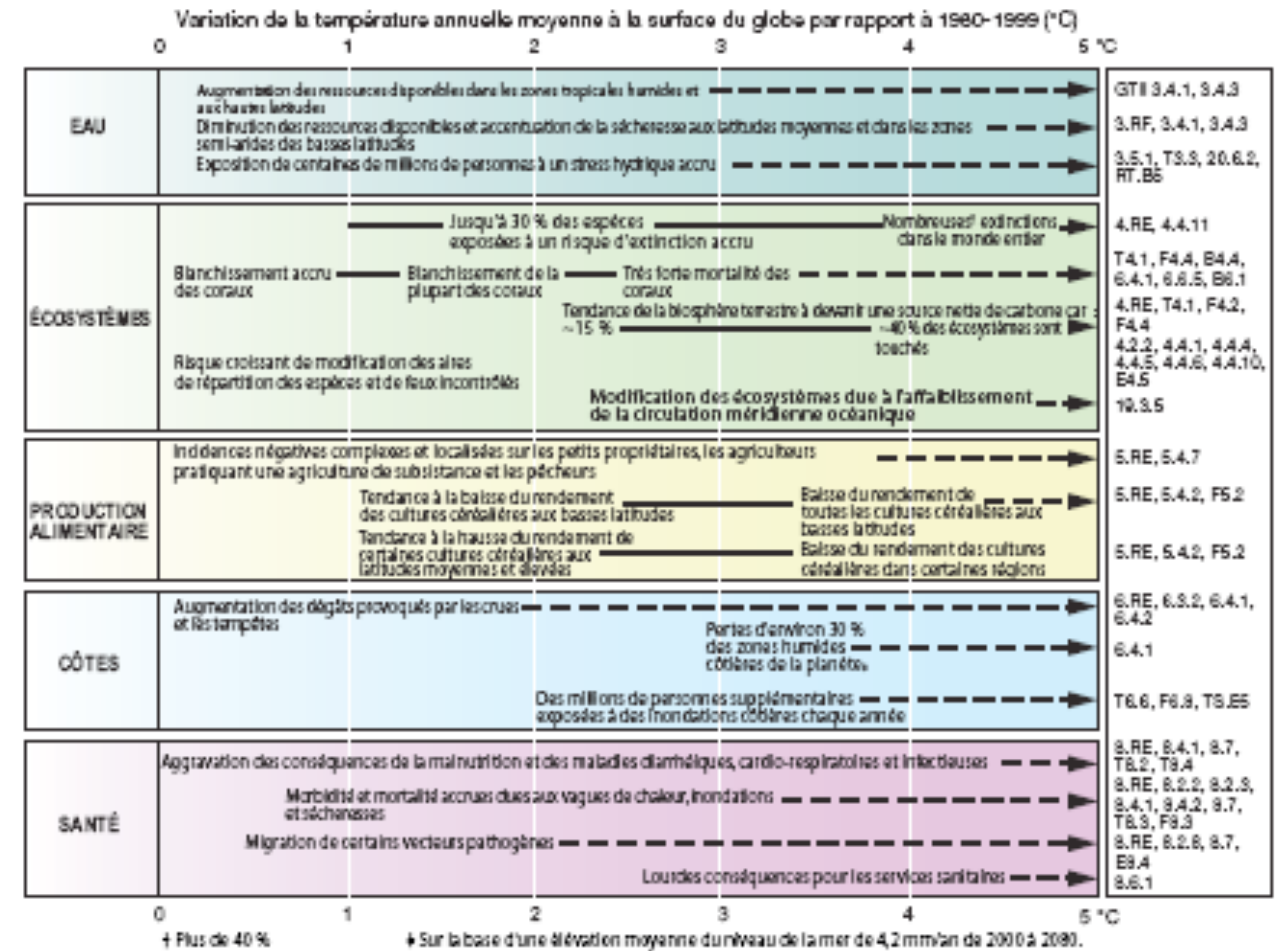 Variation de la température annuelle moyenne à la surface du globe par rapport à 1980-1999 (°C)
0 1 2 3 4 5 °C
EAU
Augmentation des ressources disponibles dans les zones tropicales humides et
aux hautes latitudes
GTII 3.4.1, 3.4.3
Diminution des ressources disponibles et accentuation de la sécheresse aux latitudes moyennes et dans les zones
semi-arides des basses latitudes
3.RF, 3.4.1, 3.4.3
Exposition de centaines de millions de personnes à un stress hydrique accru
3.5.1, T3.3, 20.6.2,
RT.B5
ÉCOSYSTÈMES
Jusqu'à 30 % des espèces
exposées à un risque d'extinction accru
Nombreuses† extinctions
dans le monde entier
4.RE, 4.4.11
Blanchissement accru
des coraux
Blanchissement de la
plupart des coraux
Très forte mortalité des
coraux
T4.1, F4.4, B4.4,
6.4.1, 6.6.5, B6.1
Tendance de la biosphère terrestre à devenir une source nette de carbone car :
~15 %
~40 % des écosystèmes sont
touchés
4.RE, T4.1, F4.2,
F4.4
Risque croissant de modification des aires
de répartition des espèces et de feux incontrôlés
4.2.2, 4.4.1, 4.4.4,
4.4.5, 4.4.6, 4.4.10,
E4.5
Modification des écosystèmes due à l'affaiblissement
de la circulation méridienne océanique
19.3.5
PRODUCTION
ALIMENTAIRE
Incidences négatives complexes et localisées sur les petits propriétaires, les agriculteurs
pratiquant une agriculture de subsistance et les pêcheurs
5.RE, 5.4.7
Tendance à la baisse du rendement
des cultures céréalières aux basses latitudes
Baisse du rendement de
toutes les cultures céréalières aux
basses latitudes
5.RE, 5.4.2, F5.2
Tendance à la hausse du rendement de
certaines cultures céréalières aux
latitudes moyennes et élevées
Baisse du rendement des cultures
céréalières dans certaines régions
5.RE, 5.4.2, F5.2
CÔTES
Augmentation des dégâts provoqués par les crues
et les tempêtes
6.RE, 6.3.2, 6.4.1,
6.4.2
Pertes d'environ 30 %
des zones humides
côtières de la planète
6.4.1
Des millions de personnes supplémentaires
exposées à des inondations côtières chaque année
T6.6, F6.8, TS.B5
SANTÉ
Aggravation des conséquences de la malnutrition et des maladies diarrhéiques, cardio-respiratoires et infectieuses
8.RE, 8.4.1, 8.7,
T8.2, T8.4
Morbidité et mortalité accrues dues aux vagues de chaleur, inondations
et sécheresses
8.RE, 8.2.2, 8.2.3,
8.4.1, 8.4.2, 8.7,
T8.3, F8.3
Migration de certains vecteurs pathogènes
8.RE, 8.2.8, 8.7,
E8.4
Lourdes conséquences pour les services sanitaires
8.6.1
0 1 2 3 4 5 °C
† Plus de 40 %
Sur la base d'une élévation moyenne du niveau de la mer de 4,2 mm/an de 2000 à 2080.